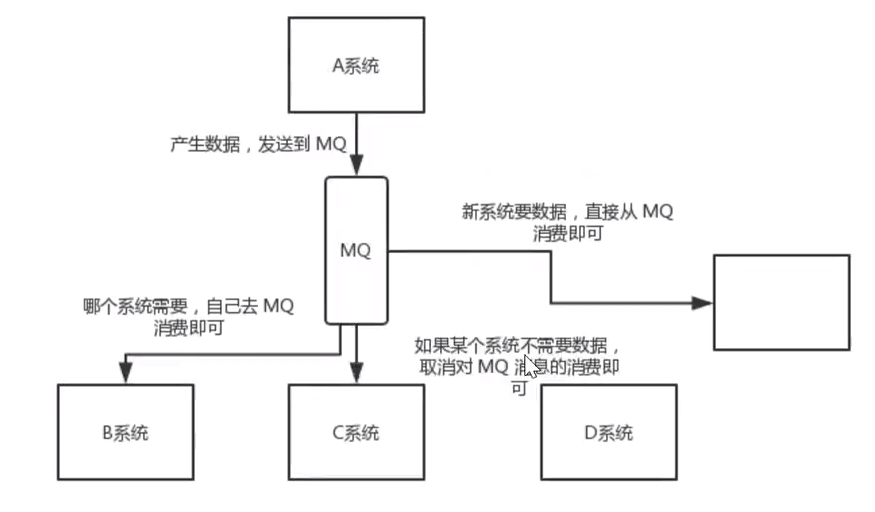 A系统
产生数据，发送到 MQ
MQ
新系统要数据，直接从 MQ
消费即可
哪个系统需要，自己去 MQ
消费即可
如果某个系统不需要数据，
取消对 MQ 消息的消费即
可
B系统
C系统
D系统